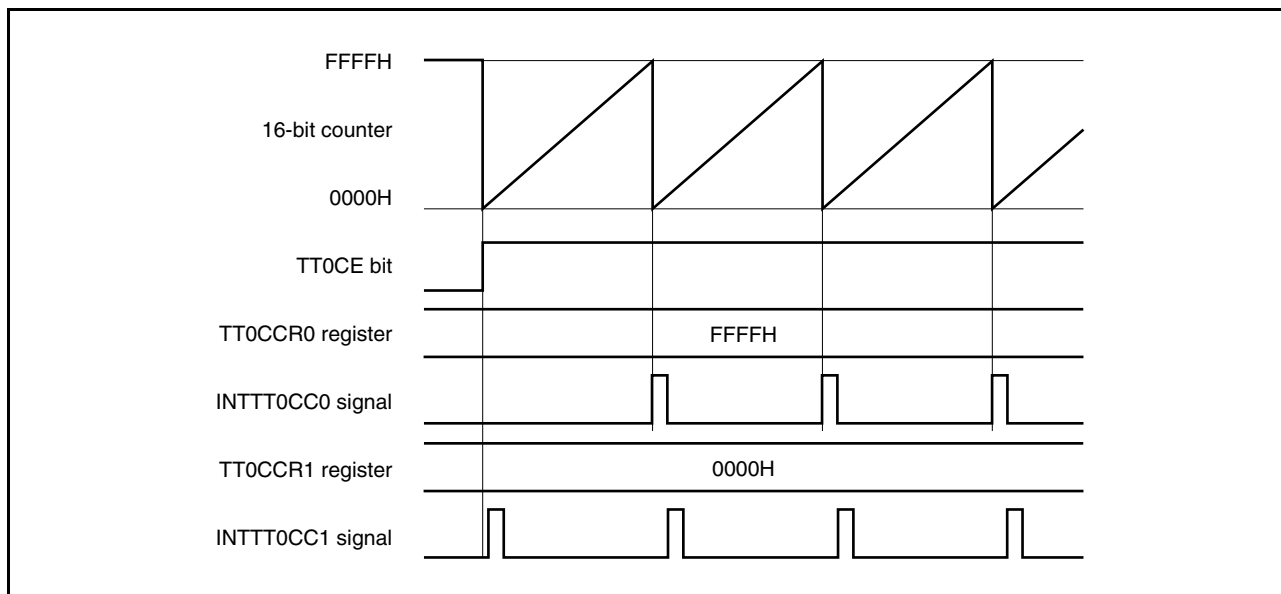 FFFFH
16-bit counter
0000H
TT0CE bit
TT0CCR0 register
FFFFH
INTTT0CC0 signal
TT0CCR1 register
0000H
INTTT0CC1 signal